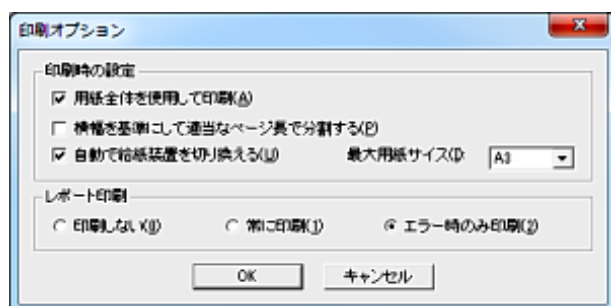 印刷オプション
印刷時の設定
用紙全体を使用して印刷(A)
横幅を基準にして適当なページ長で分割する(P)
自動で給紙装置を切り換える(U) 最大用紙サイズ(I): A3
レポート印刷
印刷しない(0) 常に印刷(1) エラー時のみ印刷(2)
OK キャンセル